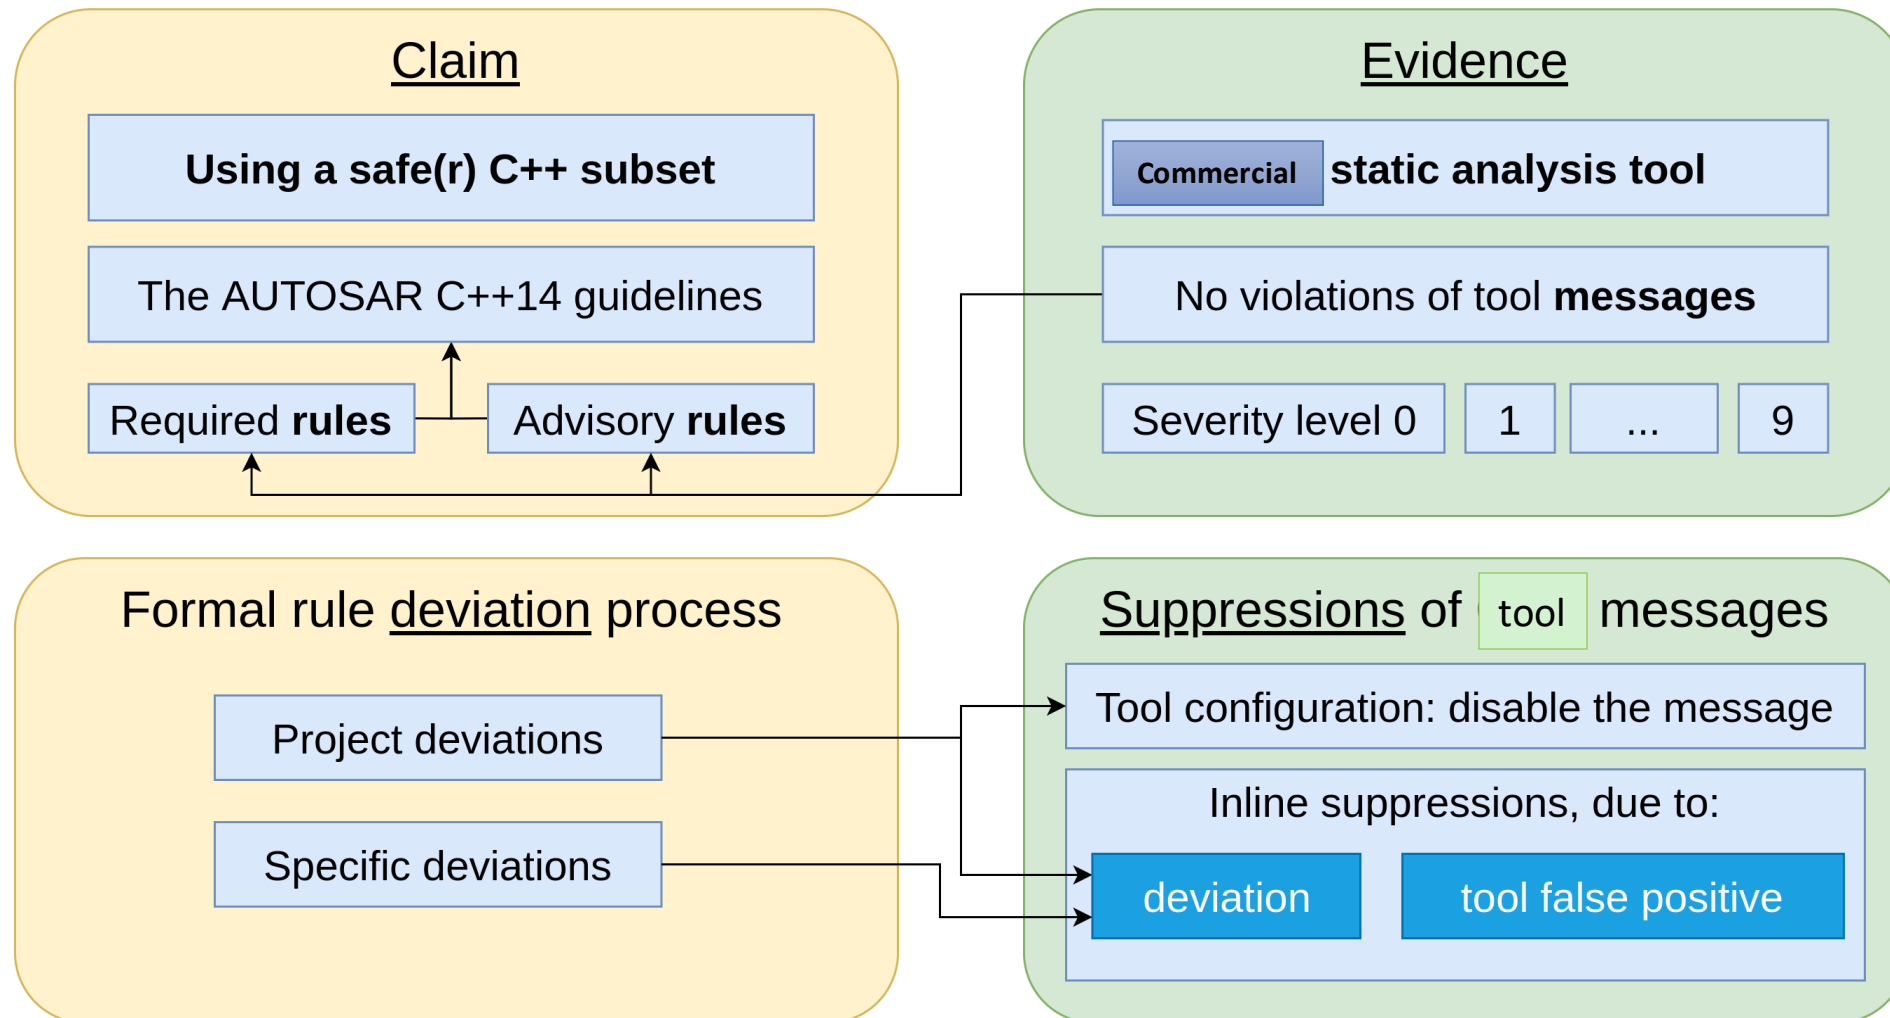 Claim
Using a safe(r) C++ subset
The AUTOSAR C++14 guidelines
Required rules
Advisory rules
Evidence
Commercial static analysis tool
No violations of tool messages
Severity level 0
1
...
9
Formal rule deviation process
Project deviations
Specific deviations
Suppressions of tool messages
Tool configuration: disable the message
Inline suppressions, due to:
deviation
tool false positive